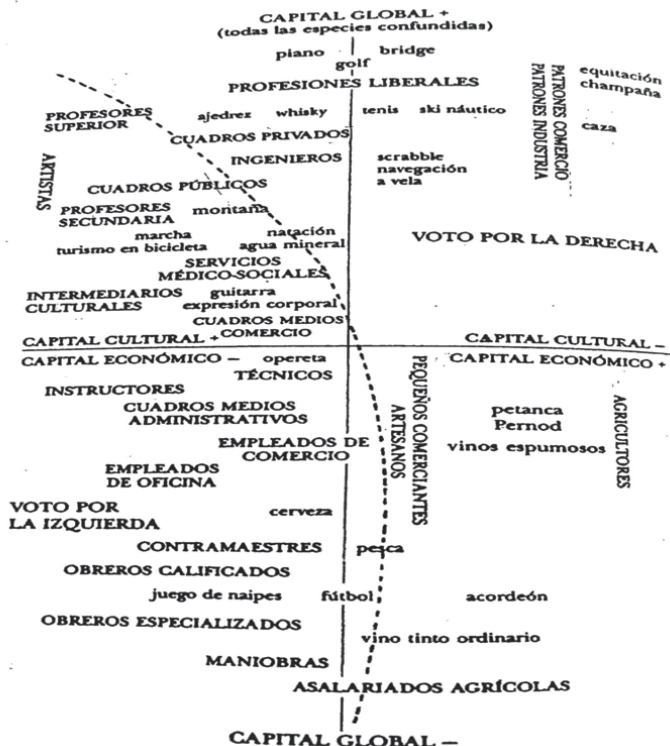 CAPITAL GLOBAL +
(todas las especies confundidas)
piano
bridge
golf
PROFESIONES LIBERALES
PATRONES COMERCIO
PATRONES INDUSTRIA
equitación
champaña
PROFESORES
SUPERIOR
ajedrez
whisky
tenis
ski náutico
caza
CUADROS PRIVADOS
ARTISTAS
INGENIEROS
scrabble
navegación
a vela
CUADROS PÚBLICOS
PROFESORES
SECUNDARIA
montaña
marcha
natación
turismo en bicicleta
agua mineral
VOTO POR LA DERECHA
SERVICIOS
MÉDICO-SOCIALES
INTERMEDIARIOS
CULTURALES
guitarra
expresión corporal
CUADROS MEDIOS
COMERCIO
CAPITAL CULTURAL +
CAPITAL CULTURAL −
CAPITAL ECONÓMICO −
opereta
CAPITAL ECONÓMICO +
TÉCNICOS
INSTRUCTORES
PEQUEÑOS COMERCIANTES
ARTESANOS
AGRICULTORES
CUADROS MEDIOS
ADMINISTRATIVOS
petanca
Pernod
vinos espumosos
EMPLEADOS DE
COMERCIO
EMPLEADOS
DE OFICINA
VOTO POR
LA IZQUIERDA
cerveza
CONTRAMAESTRES
pesca
OBREROS CALIFICADOS
juego de naipes
fútbol
acordeón
OBREROS ESPECIALIZADOS
vino tinto ordinario
MANIOBRAS
ASALARIADOS AGRÍCOLAS
CAPITAL GLOBAL −